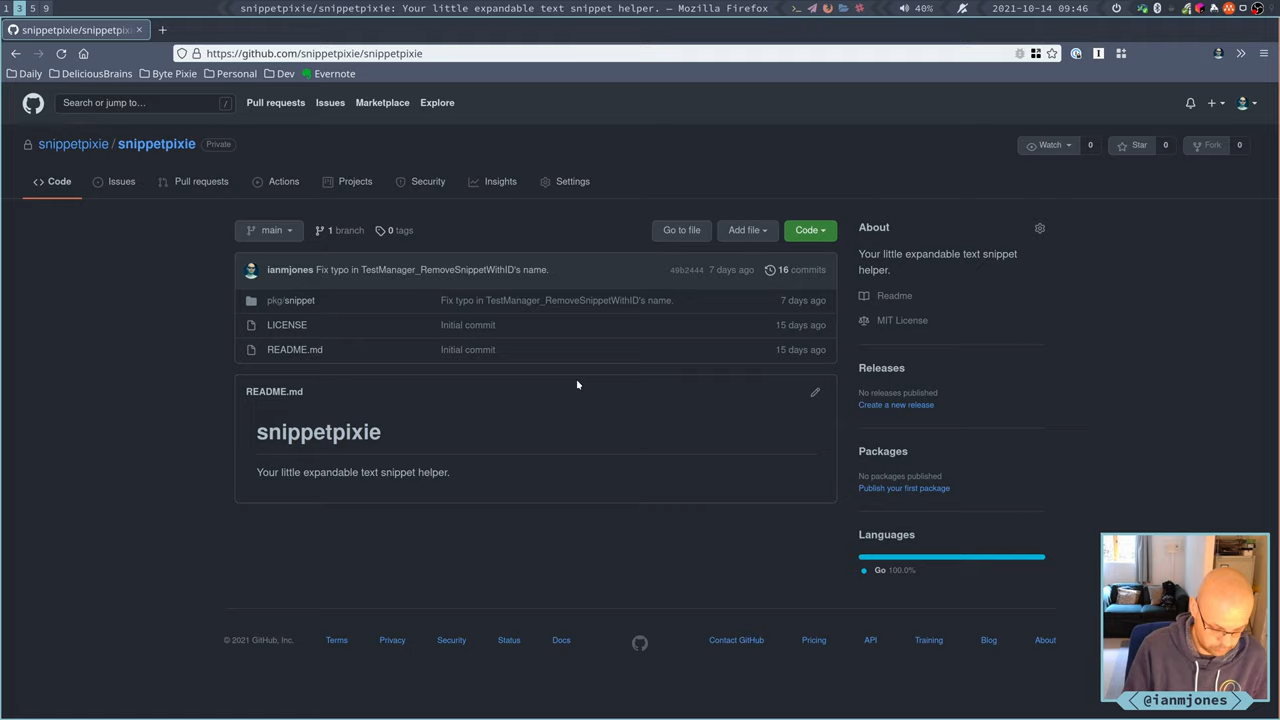 1 3 5 9
snippetpixie/snippetpixie: Your little expandable text snippet helper. — Mozilla Firefox
40%
2021-10-14 09:46
snippetpixie/snippetpixi
https://github.com/snippetpixie/snippetpixie
Daily DeliciousBrains Byte Pixie Personal Dev Evernote
Search or jump to… /
Pull requests Issues Marketplace Explore
snippetpixie / snippetpixie Private
Watch 0 Star 0 Fork 0
Code Issues Pull requests Actions Projects Security Insights Settings
main 1 branch 0 tags Go to file Add file Code
ianmjones Fix typo in TestManager_RemoveSnippetWithID's name. 49b2444 7 days ago 16 commits
pkg/snippet Fix typo in TestManager_RemoveSnippetWithID's name. 7 days ago
LICENSE Initial commit 15 days ago
README.md Initial commit 15 days ago
README.md
snippetpixie
Your little expandable text snippet helper.
About
Your little expandable text snippet
helper.
Readme
MIT License
Releases
No releases published
Create a new release
Packages
No packages published
Publish your first package
Languages
Go 100.0%
© 2021 GitHub, Inc. Terms Privacy Security Status Docs Contact GitHub Pricing API Training Blog About
@ianmjones